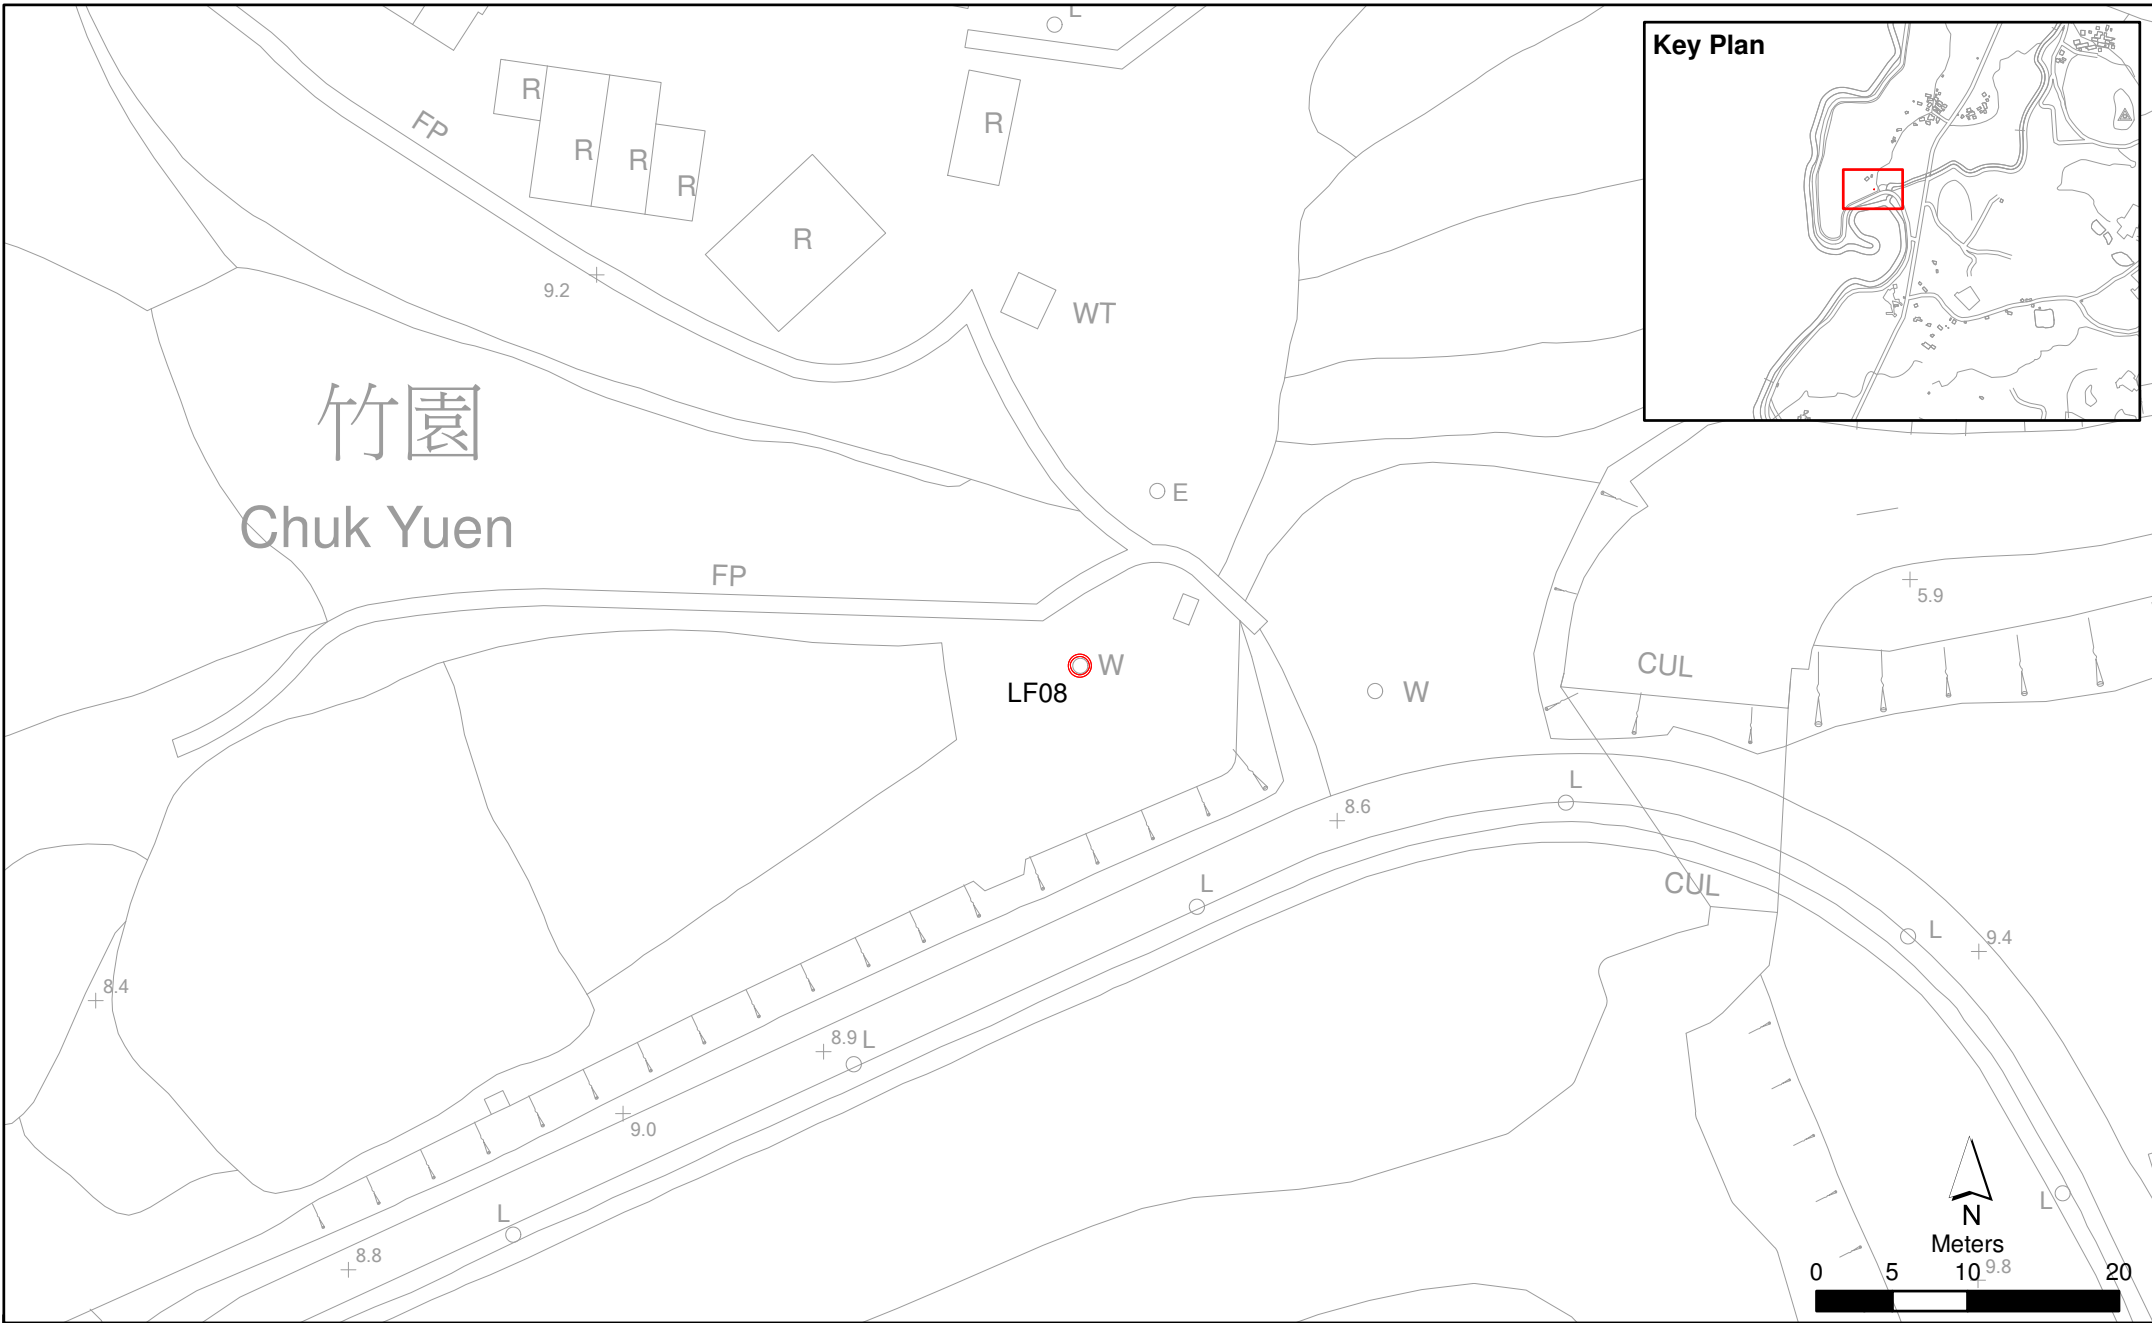 L
Key Plan
R
FP
R
R
R
R
R
9.2
WT
竹園
Chuk Yuen
E
FP
5.9
CUL
W
LF08
W
L
8.6
L
CUL
L
9.4
8.4
8.9 L
9.0
L
L
N
8.8
Meters
9.8
0 5 10 20